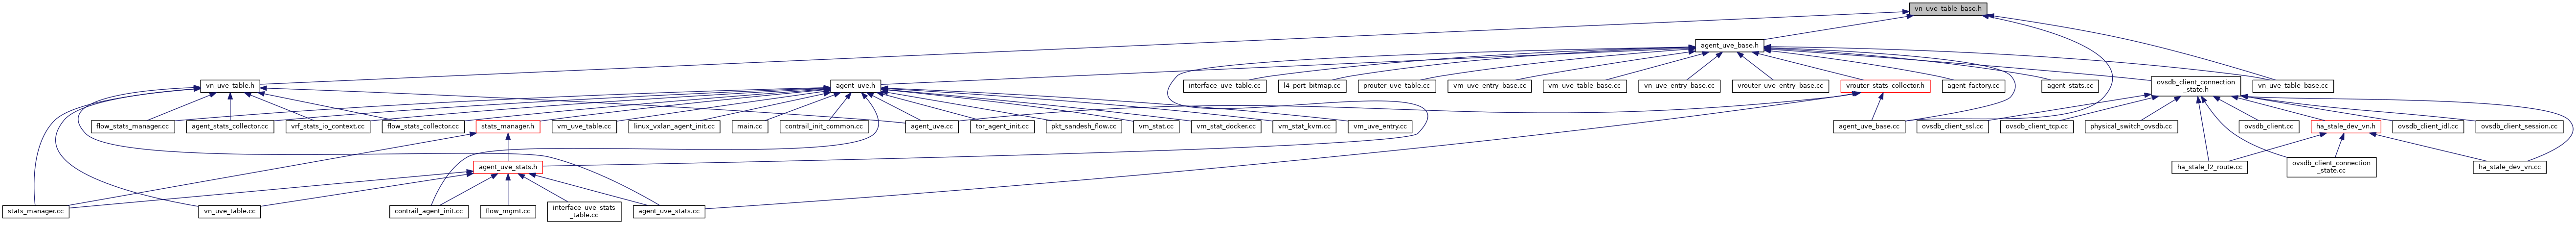 vn_uve_table_base.h
agent_uve_base.h
vn_uve_table.h
agent_uve.h
interface_uve_table.cc
l4_port_bitmap.cc
prouter_uve_table.cc
vm_uve_entry_base.cc
vm_uve_table_base.cc
vn_uve_entry_base.cc
vrouter_uve_entry_base.cc
vrouter_stats_collector.h
agent_factory.cc
agent_stats.cc
ovsdb_client_connection
_state.h
vn_uve_table_base.cc
flow_stats_manager.cc
agent_stats_collector.cc
vrf_stats_io_context.cc
flow_stats_collector.cc
stats_manager.h
vm_uve_table.cc
linux_vxlan_agent_init.cc
main.cc
contrail_init_common.cc
agent_uve.cc
tor_agent_init.cc
pkt_sandesh_flow.cc
vm_stat.cc
vm_stat_docker.cc
vm_stat_kvm.cc
vm_uve_entry.cc
agent_uve_base.cc
ovsdb_client_ssl.cc
ovsdb_client_tcp.cc
physical_switch_ovsdb.cc
ovsdb_client.cc
ha_stale_dev_vn.h
ovsdb_client_idl.cc
ovsdb_client_session.cc
agent_uve_stats.h
ha_stale_l2_route.cc
ovsdb_client_connection
_state.cc
ha_stale_dev_vn.cc
stats_manager.cc
vn_uve_table.cc
contrail_agent_init.cc
flow_mgmt.cc
interface_uve_stats
_table.cc
agent_uve_stats.cc